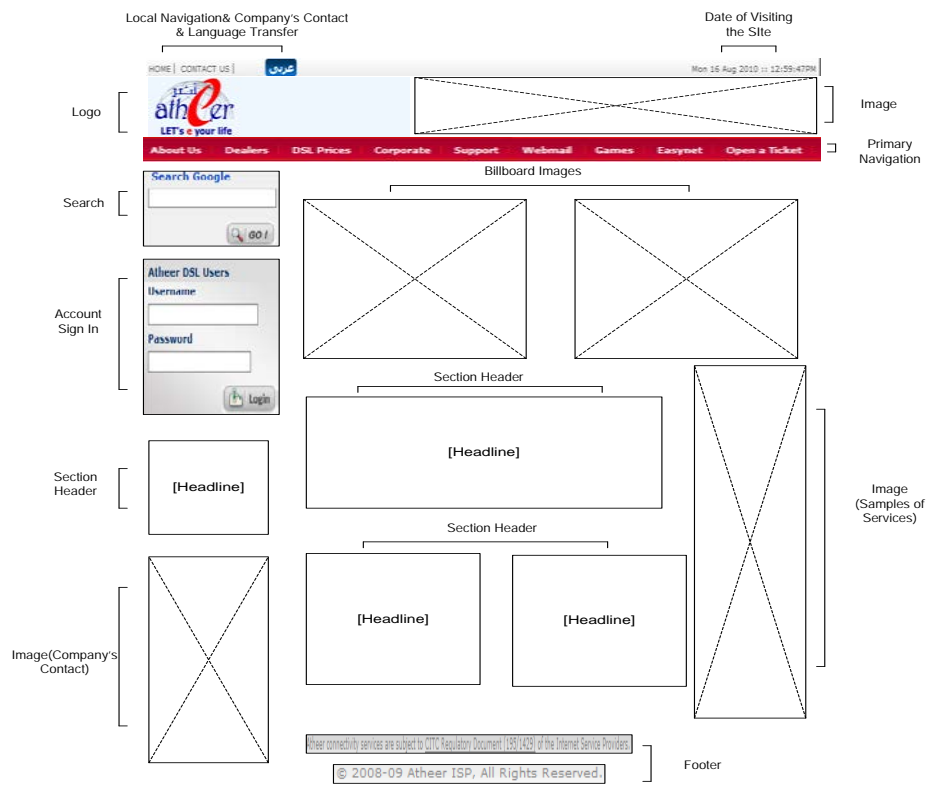 Local Navigation& Company's Contact
& Language Transfer
Date of Visiting
the SIte
HOME| CONTACT US |
عربي
Mon 16 Aug 2010 :: 12:59:47PM
Logo
أثير
atheer
LET's e your life
Image
About Us Dealers DSL Prices Corporate Support Webmail Games Easynet Open a Ticket
Primary
Navigation
Search
Search Google
GO !
Billboard Images
Account
Sign In
Atheer DSL Users
Username
Password
Login
Section Header
[Headline]
Section
Header
[Headline]
Image
(Samples of
Services)
Section Header
[Headline]
[Headline]
Image(Company's
Contact)
Atheer connectivity services are subject to CITC Regulatory Document (195/1429) of the Internet Service Providers.
© 2008-09 Atheer ISP, All Rights Reserved.
Footer